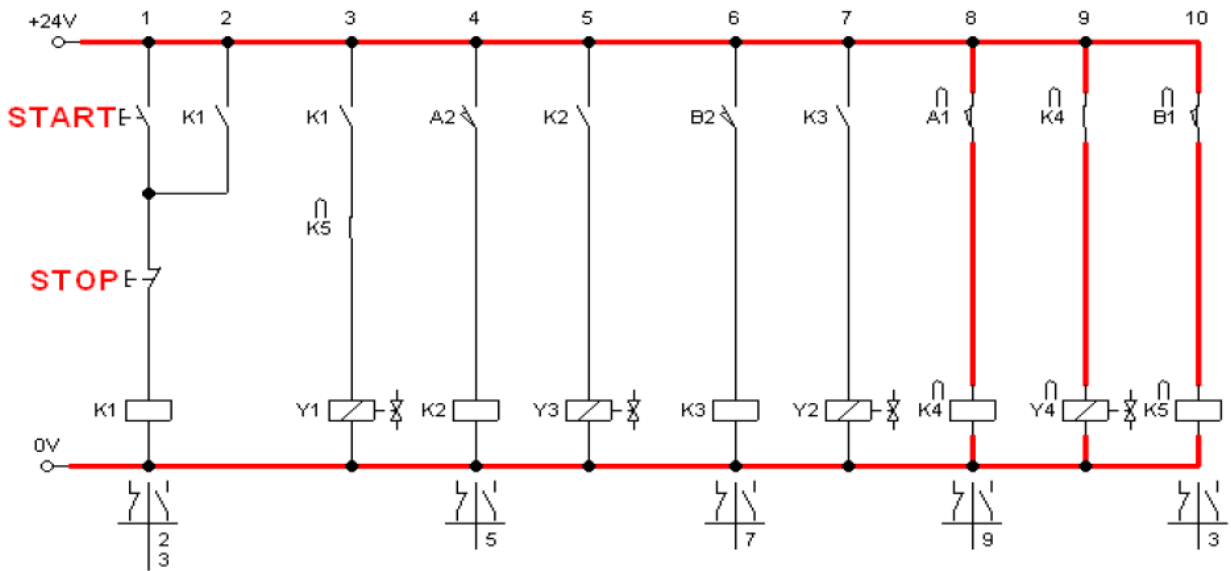 1 2 3 4 5 6 7 8 9 10
+24V
START K1 K1 A2 K2 B2 K3 A1 K4 B1
K5
STOP
K1 Y1 K2 Y3 K3 Y2 K4 Y4 K5
0V
2 5 7 9 3
3